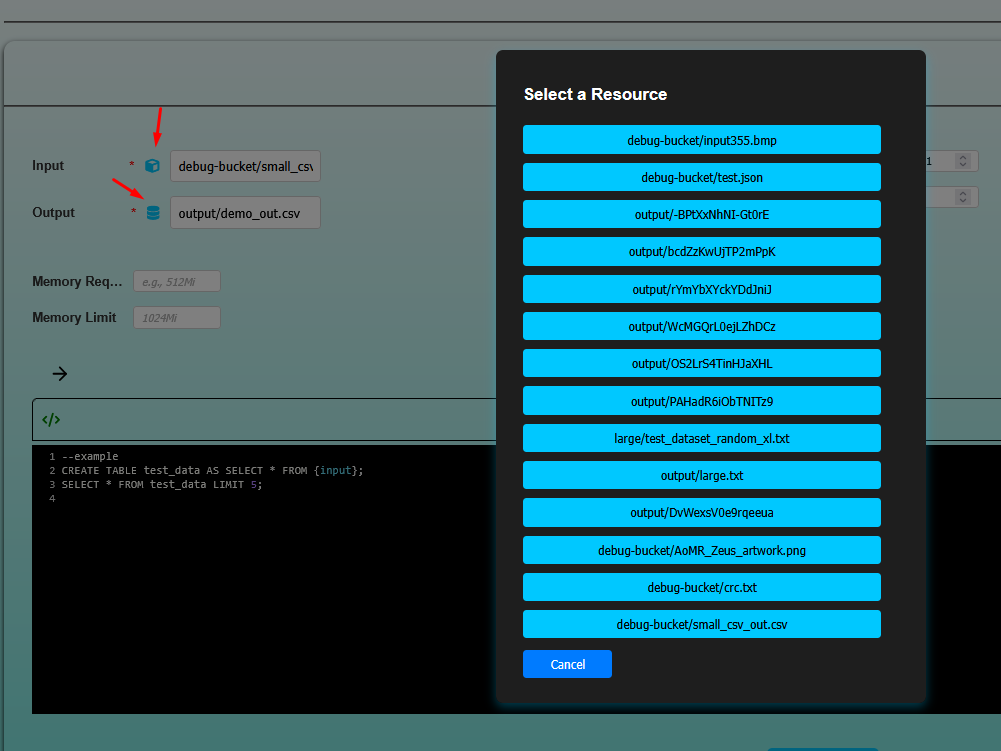 Select a Resource
debug-bucket/input355.bmp
debug-bucket/test.json
output/-BPtXxNhNI-Gt0rE
output/bcdZzKwUjTP2mPpK
output/rYmYbXYckYDdJniJ
output/WcMGQrL0ejLZhDCz
output/OS2LrS4TinHJaXHL
output/PAHadR6iObTNITz9
large/test_dataset_random_xl.txt
output/large.txt
output/DvWexsV0e9rqeeua
debug-bucket/AoMR_Zeus_artwork.png
debug-bucket/crc.txt
debug-bucket/small_csv_out.csv
Cancel
Input * debug-bucket/small_csv
1
Output * output/demo_out.csv
Memory Req... e.g., 512Mi
Memory Limit 1024Mi
</>
1 --example
2 CREATE TABLE test_data AS SELECT * FROM {input};
3 SELECT * FROM test_data LIMIT 5;
4